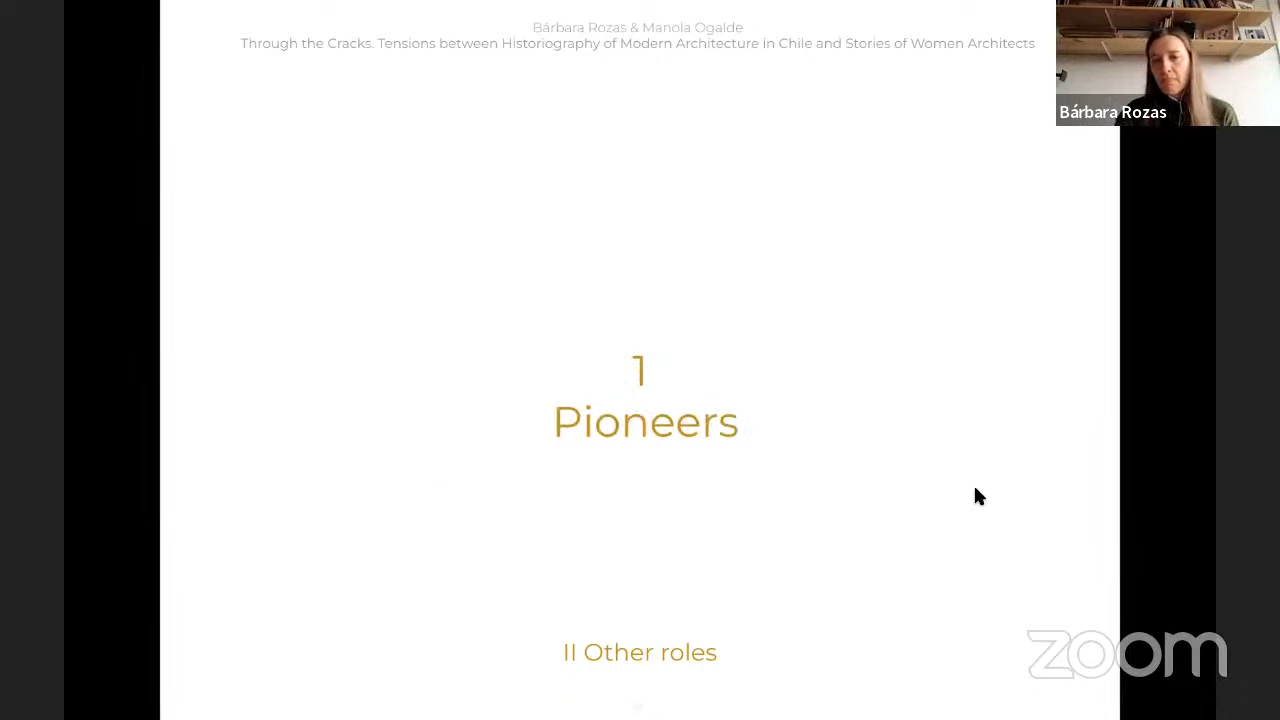 Bárbara Rozas & Manola Ogalde
Through the Cracks. Tensions between Historiography of Modern Architecture in Chile and Stories of Women Architects
Bárbara Rozas
1
Pioneers
II Other roles
zoom